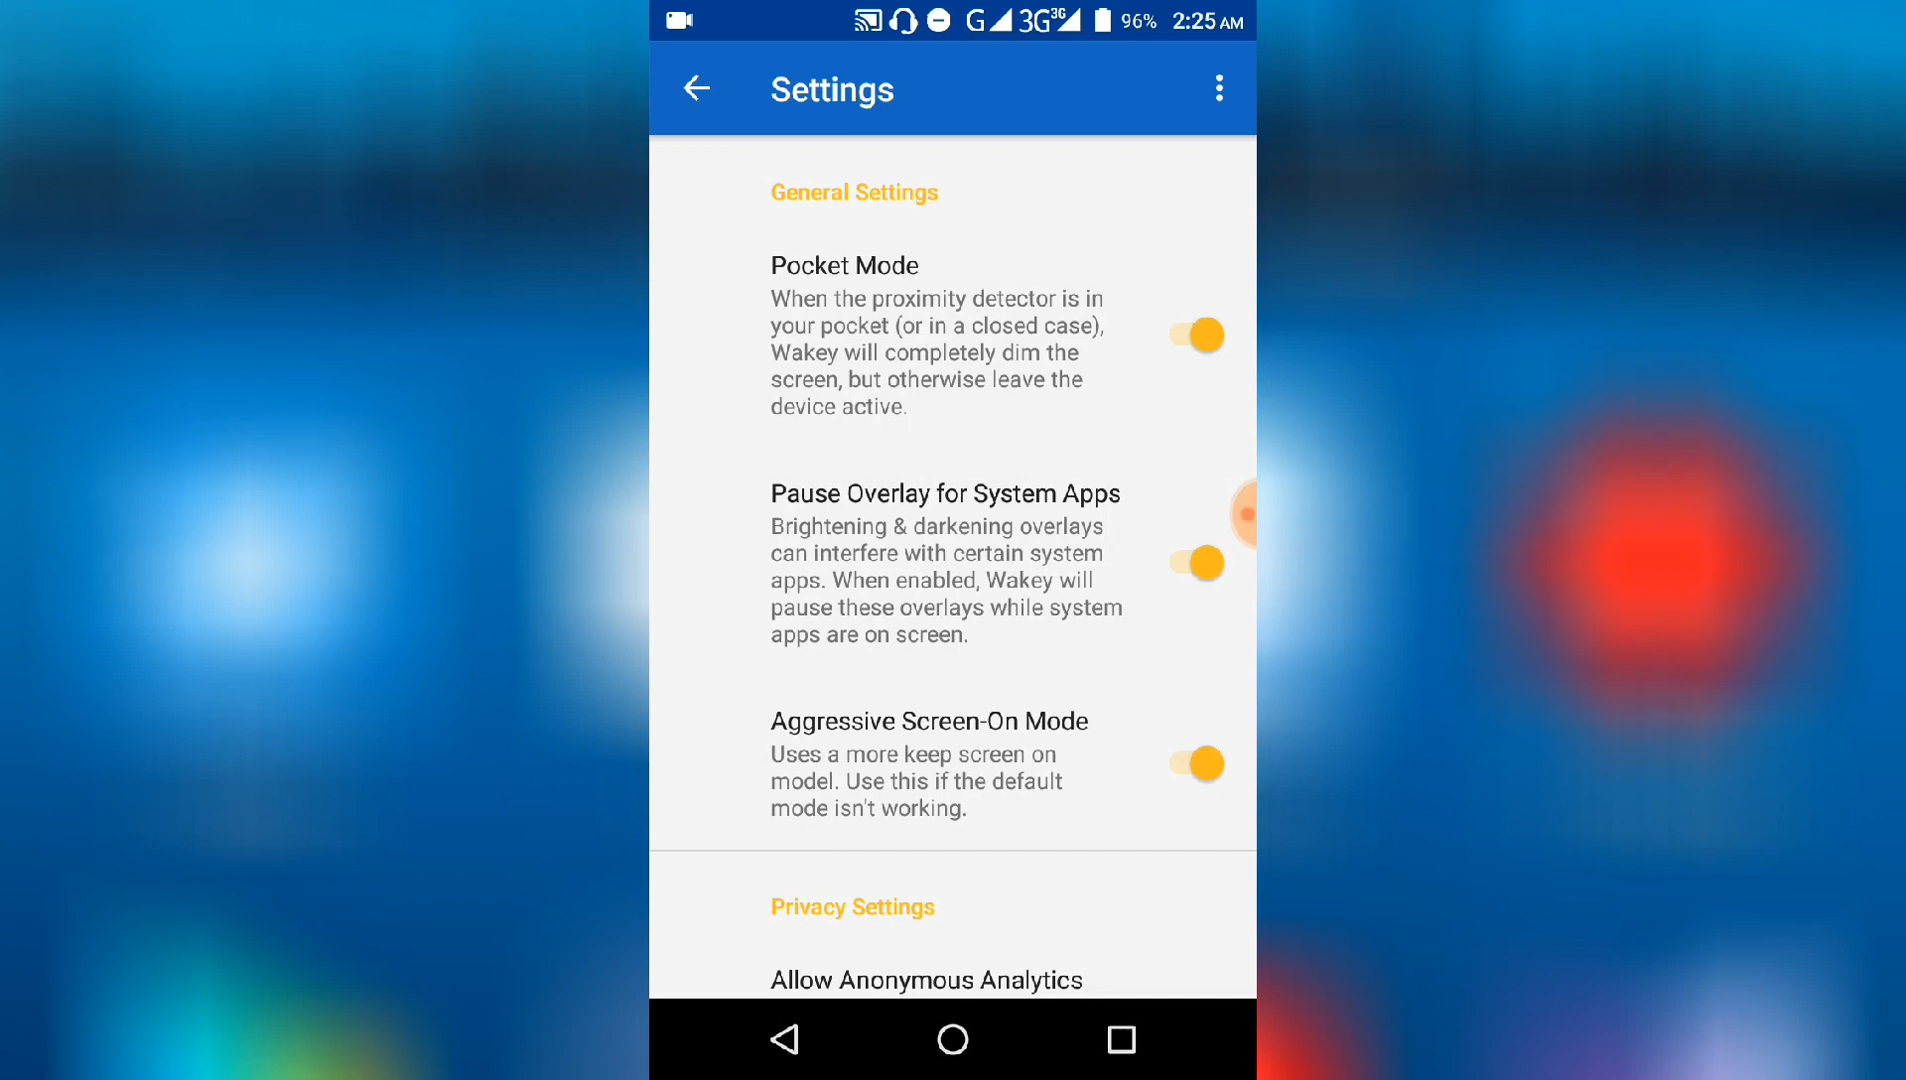 G 3G 3G 96% 2:25 AM
Settings
General Settings
Pocket Mode
When the proximity detector is in
your pocket (or in a closed case),
Wakey will completely dim the
screen, but otherwise leave the
device active.
Pause Overlay for System Apps
Brightening & darkening overlays
can interfere with certain system
apps. When enabled, Wakey will
pause these overlays while system
apps are on screen.
Aggressive Screen-On Mode
Uses a more keep screen on
model. Use this if the default
mode isn't working.
Privacy Settings
Allow Anonymous Analytics